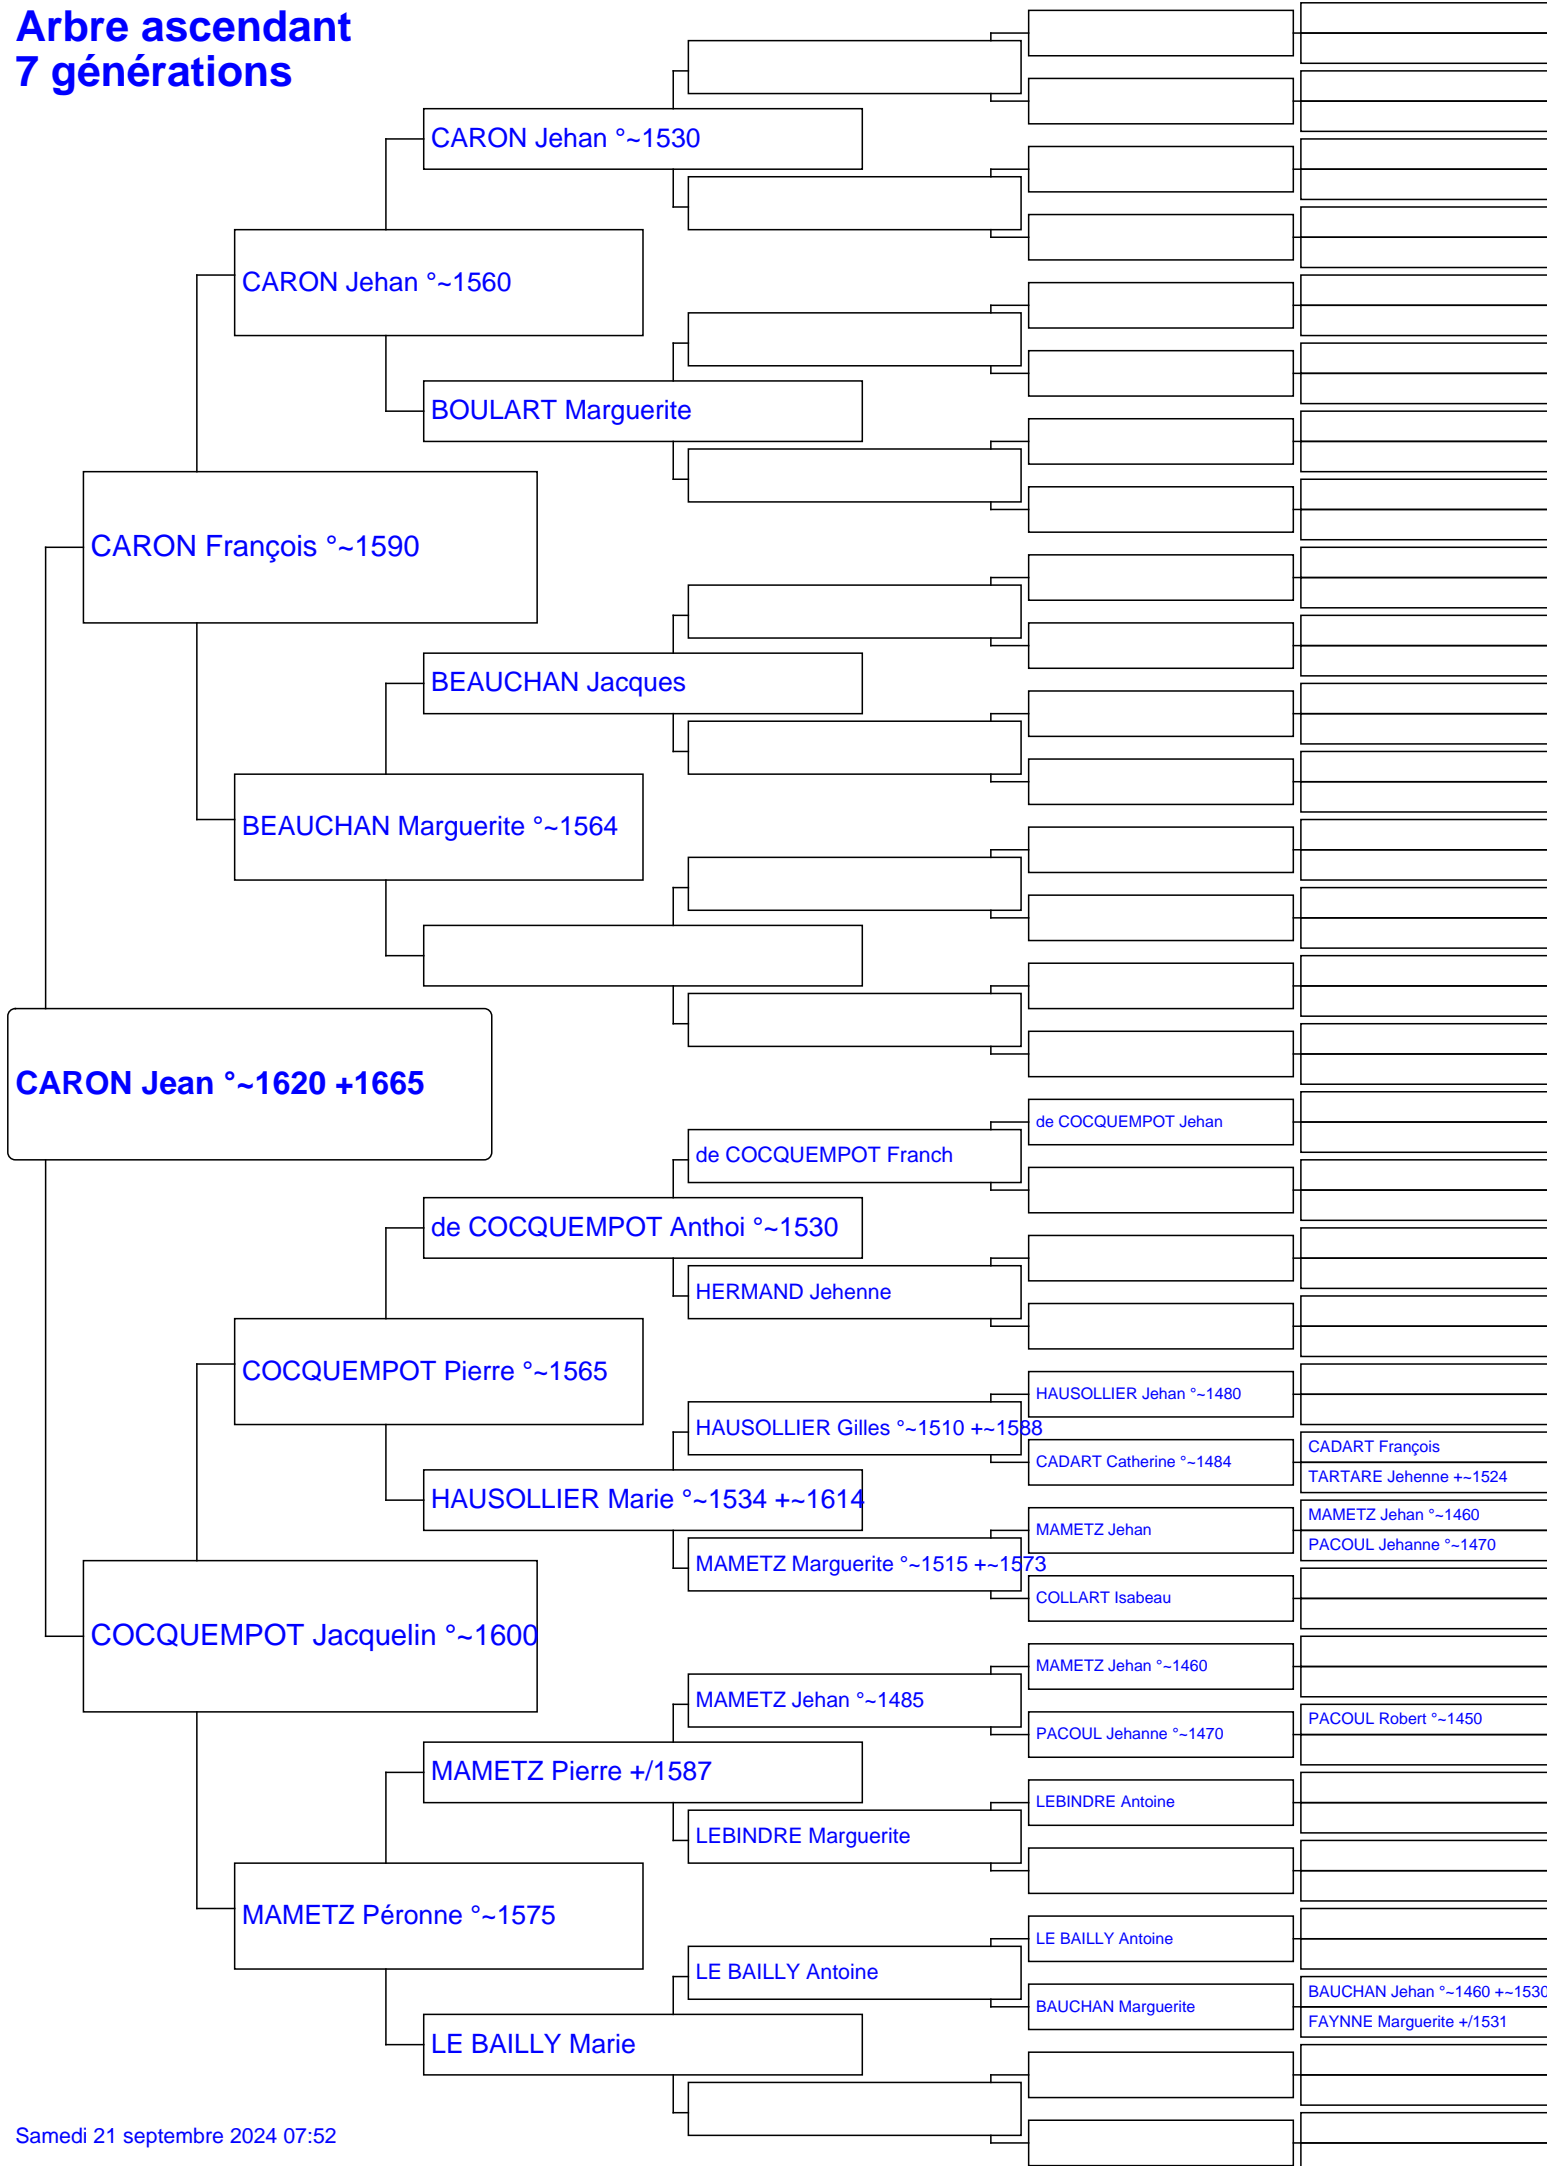 Arbre ascendant
7 générations
CARON Jehan °~1530
CARON Jehan °~1560
BOULART Marguerite
CARON François °~1590
BEAUCHAN Jacques
BEAUCHAN Marguerite °~1564
CARON Jean °~1620 +1665
de COCQUEMPOT Jehan
de COCQUEMPOT Franch
de COCQUEMPOT Anthoi °~1530
HERMAND Jehenne
COCQUEMPOT Pierre °~1565
HAUSOLLIER Jehan °~1480
HAUSOLLIER Gilles °~1510 +~1588
CADART François
CADART Catherine °~1484
TARTARE Jehenne +~1524
HAUSOLLIER Marie °~1534 +~1614
MAMETZ Jehan °~1460
MAMETZ Jehan
PACOUL Jehanne °~1470
MAMETZ Marguerite °~1515 +~1573
COLLART Isabeau
COCQUEMPOT Jacquelin °~1600
MAMETZ Jehan °~1460
MAMETZ Jehan °~1485
PACOUL Robert °~1450
PACOUL Jehanne °~1470
MAMETZ Pierre +/1587
LEBINDRE Antoine
LEBINDRE Marguerite
MAMETZ Péronne °~1575
LE BAILLY Antoine
LE BAILLY Antoine
BAUCHAN Jehan °~1460 +~1530
BAUCHAN Marguerite
FAYNNE Marguerite +/1531
LE BAILLY Marie
Samedi 21 septembre 2024 07:52